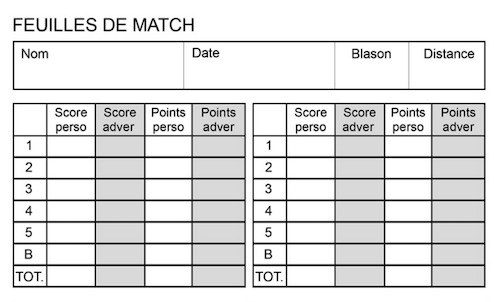 FEUILLES DE MATCH
Nom Date Blason Distance
Score perso Score adver Points perso Points adver
1
2
3
4
5
B
TOT.
Score perso Score adver Points perso Points adver
1
2
3
4
5
B
TOT.